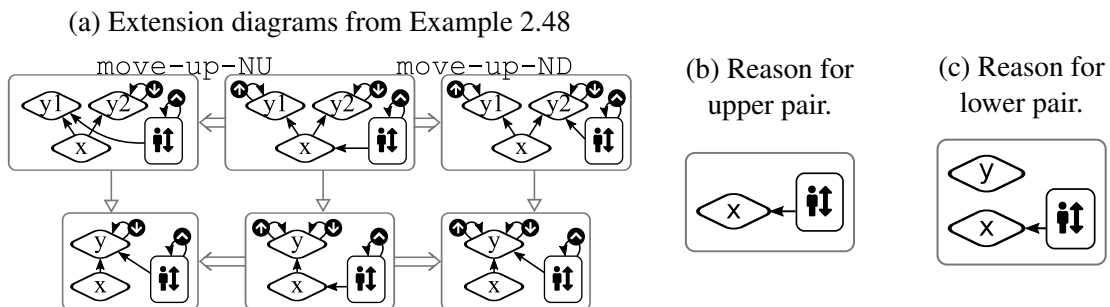 (a) Extension diagrams from Example 2.48
move-up-NU move-up-ND
y1 y2 y1 y2 y1 y2
x x x
y y y
x x x
(b) Reason for
upper pair.
x
(c) Reason for
lower pair.
y
x